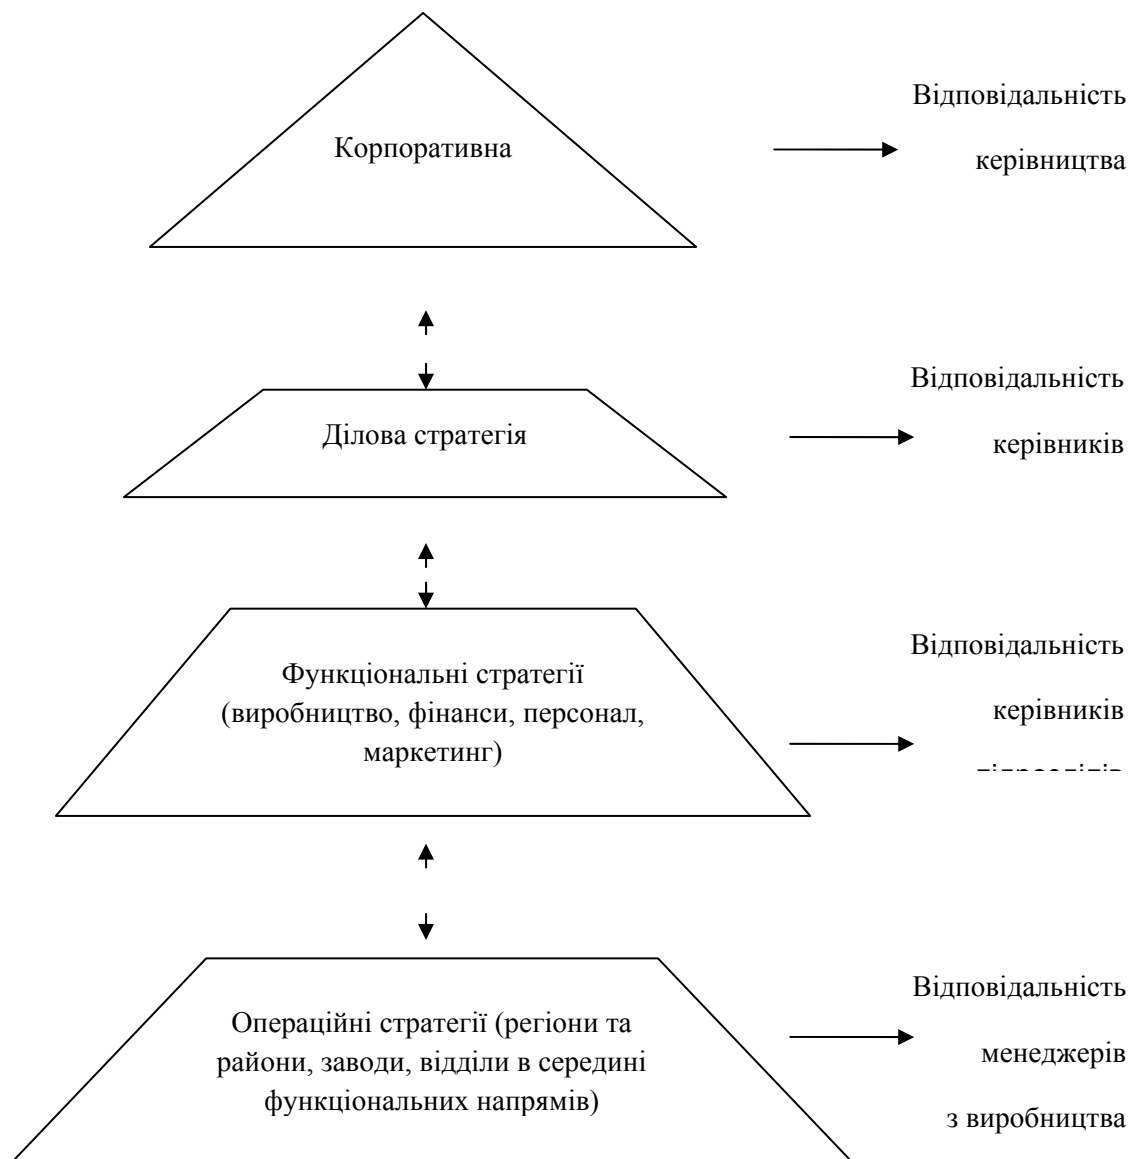 Корпоративна
Відповідальність
керівництва
Ділова стратегія
Відповідальність
керівників
Функціональні стратегії
(виробництво, фінанси, персонал,
маркетинг)
Відповідальність
керівників
Операційні стратегії (регіони та
райони, заводи, відділи в середині
функціональних напрямів)
Відповідальність
менеджерів
з виробництва